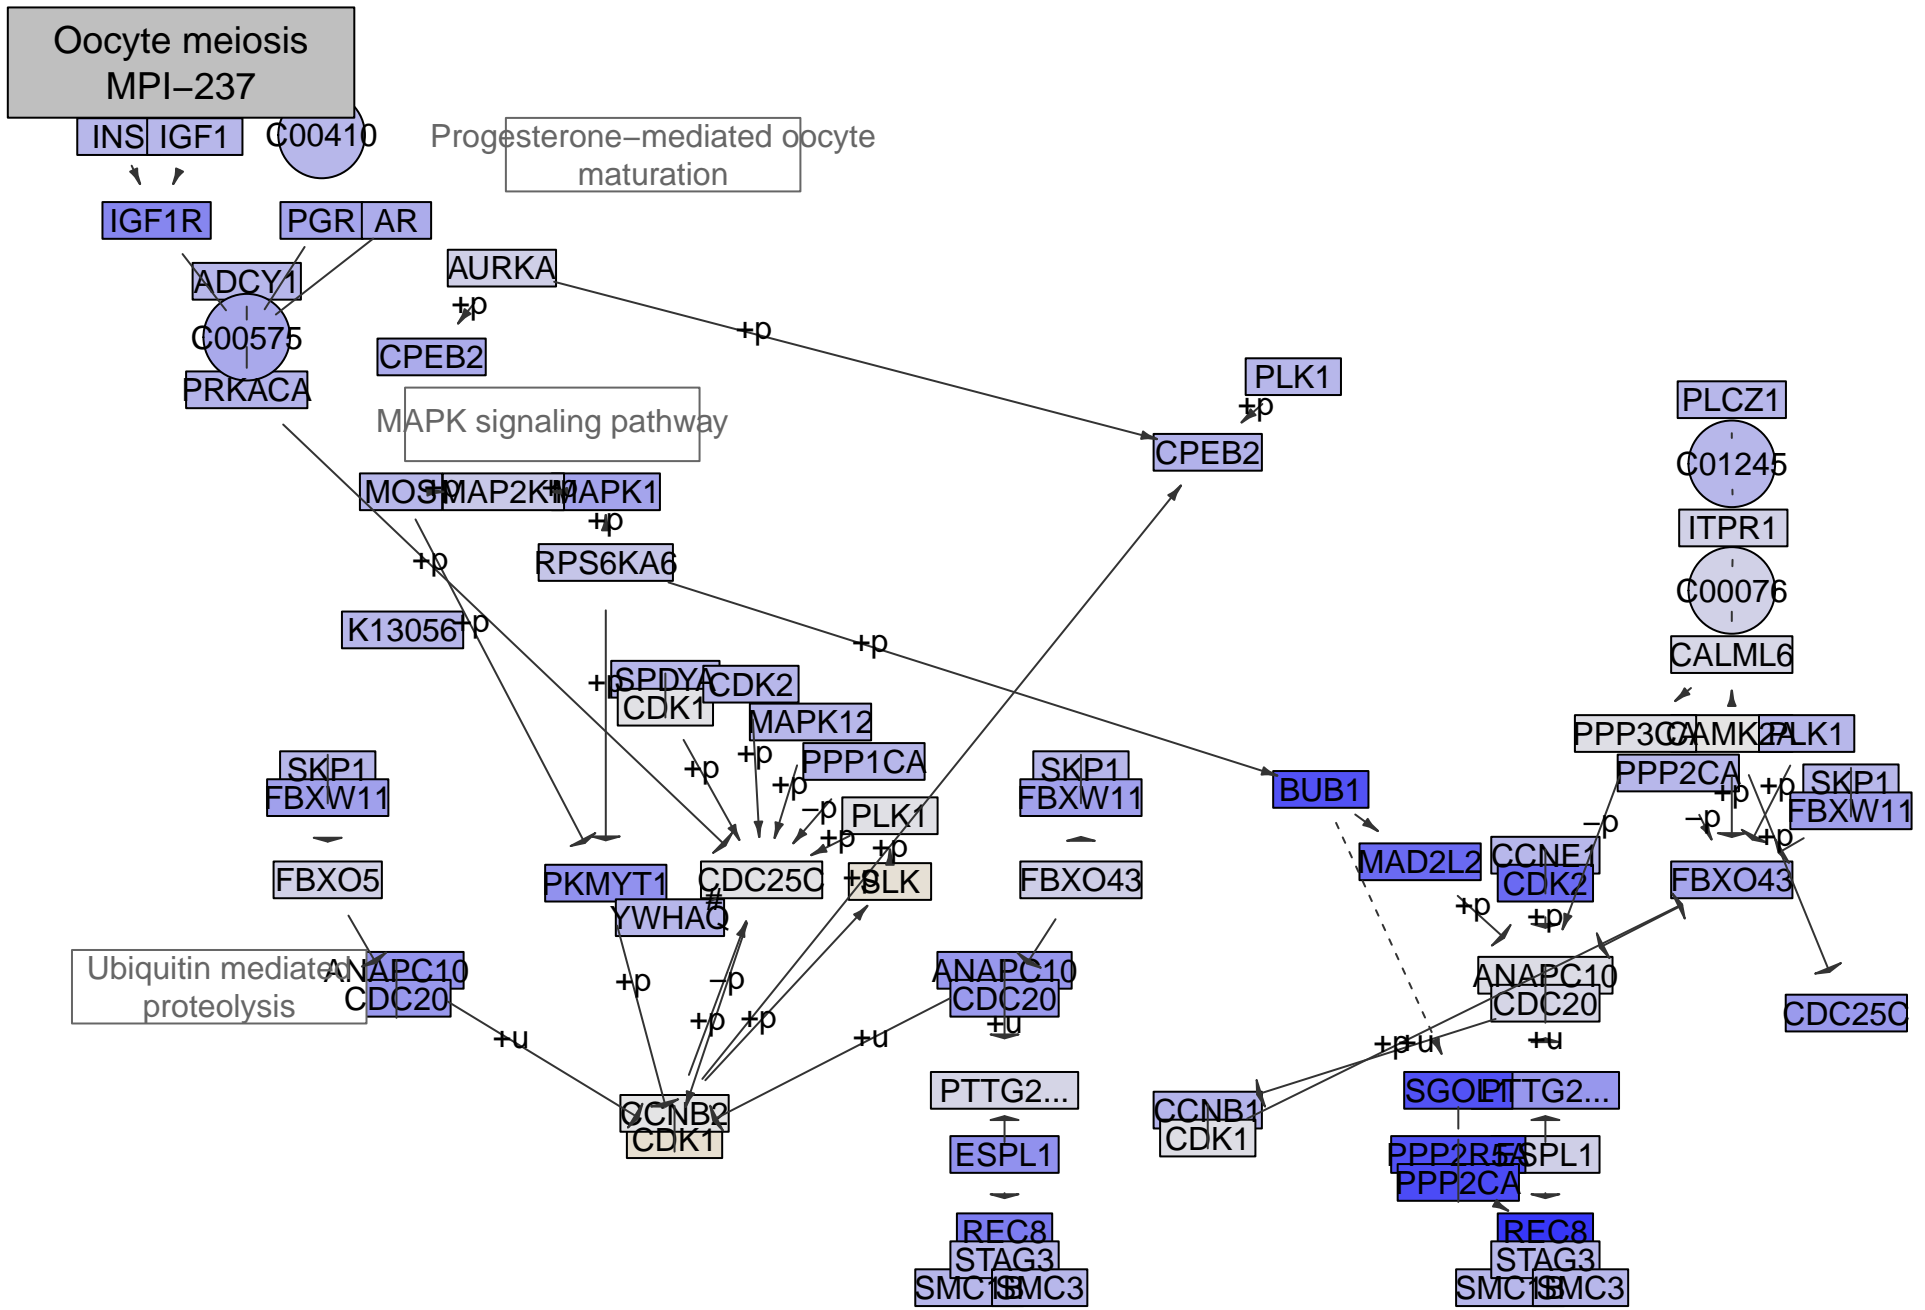 Oocyte meiosis
MPI−237
INS IGF1 C00410
Progesterone−mediated oocyte
maturation
IGF1R PGR AR
ADCY1 AURKA
+p
C00575 +p
CPEB2
PRKACA PLK1
+p
PLCZ1
MAPK signaling pathway
CPEB2 C01245
MOS +p MAP2K1 +p MAPK1
+p ITPR1
+p RPS6KA6
C00076
K13056 +p
+p CALML6
+p SPDYA CDK2
CDK1
MAPK12 PPP3CA CAMK2A PLK1
+p PPP1CA
SKP1 +p SKP1 PPP2CA SKP1
FBXW11 +p FBXW11 BUB1 +p +p FBXW11
−p PLK1 −p −p
+p +p +p
MAD2L2 CCNE1
FBXO5 PKMYT1 CDC25C +p SLK FBXO43 CDK2 FBXO43
# YWHAQ +p +p
Ubiquitin mediated
proteolysis
ANAPC10 +p −p ANAPC10 ANAPC10
CDC20 CDC20 CDC20
+p +p +u CDC25C
+u +u +p +u +u
PTTG2... SGOL1 PTTG2...
CCNB2 CCNB1
CDK1 CDK1
ESPL1 PPP2R5A ESPL1
PPP2CA
REC8 REC8
STAG3 STAG3
SMC1B SMC3 SMC1B SMC3